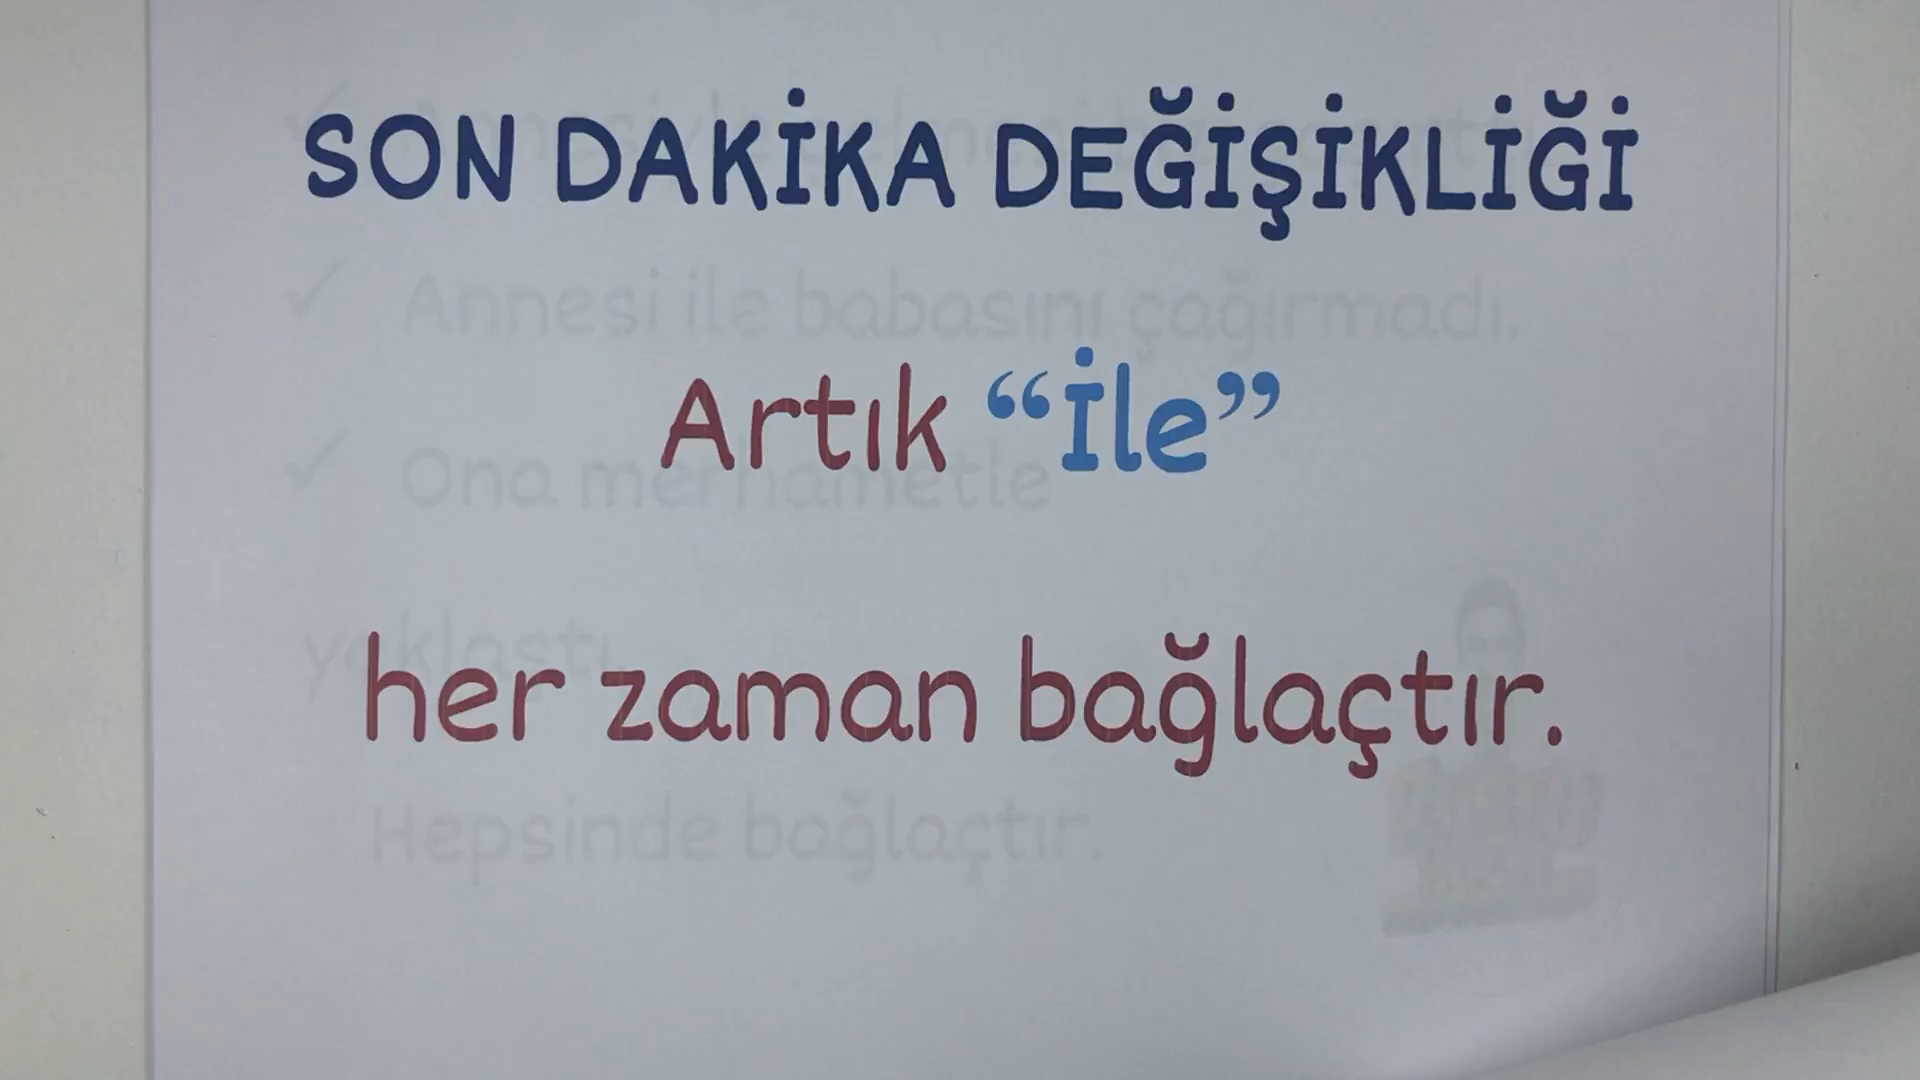 SON DAKİKA DEĞİŞİKLİĞİ
Annesi ile babasını çağırmadı.
Artık “İle”
Ona merhametle
yaklaştı.
her zaman bağlaçtır.
Hepsinde bağlaçtır.